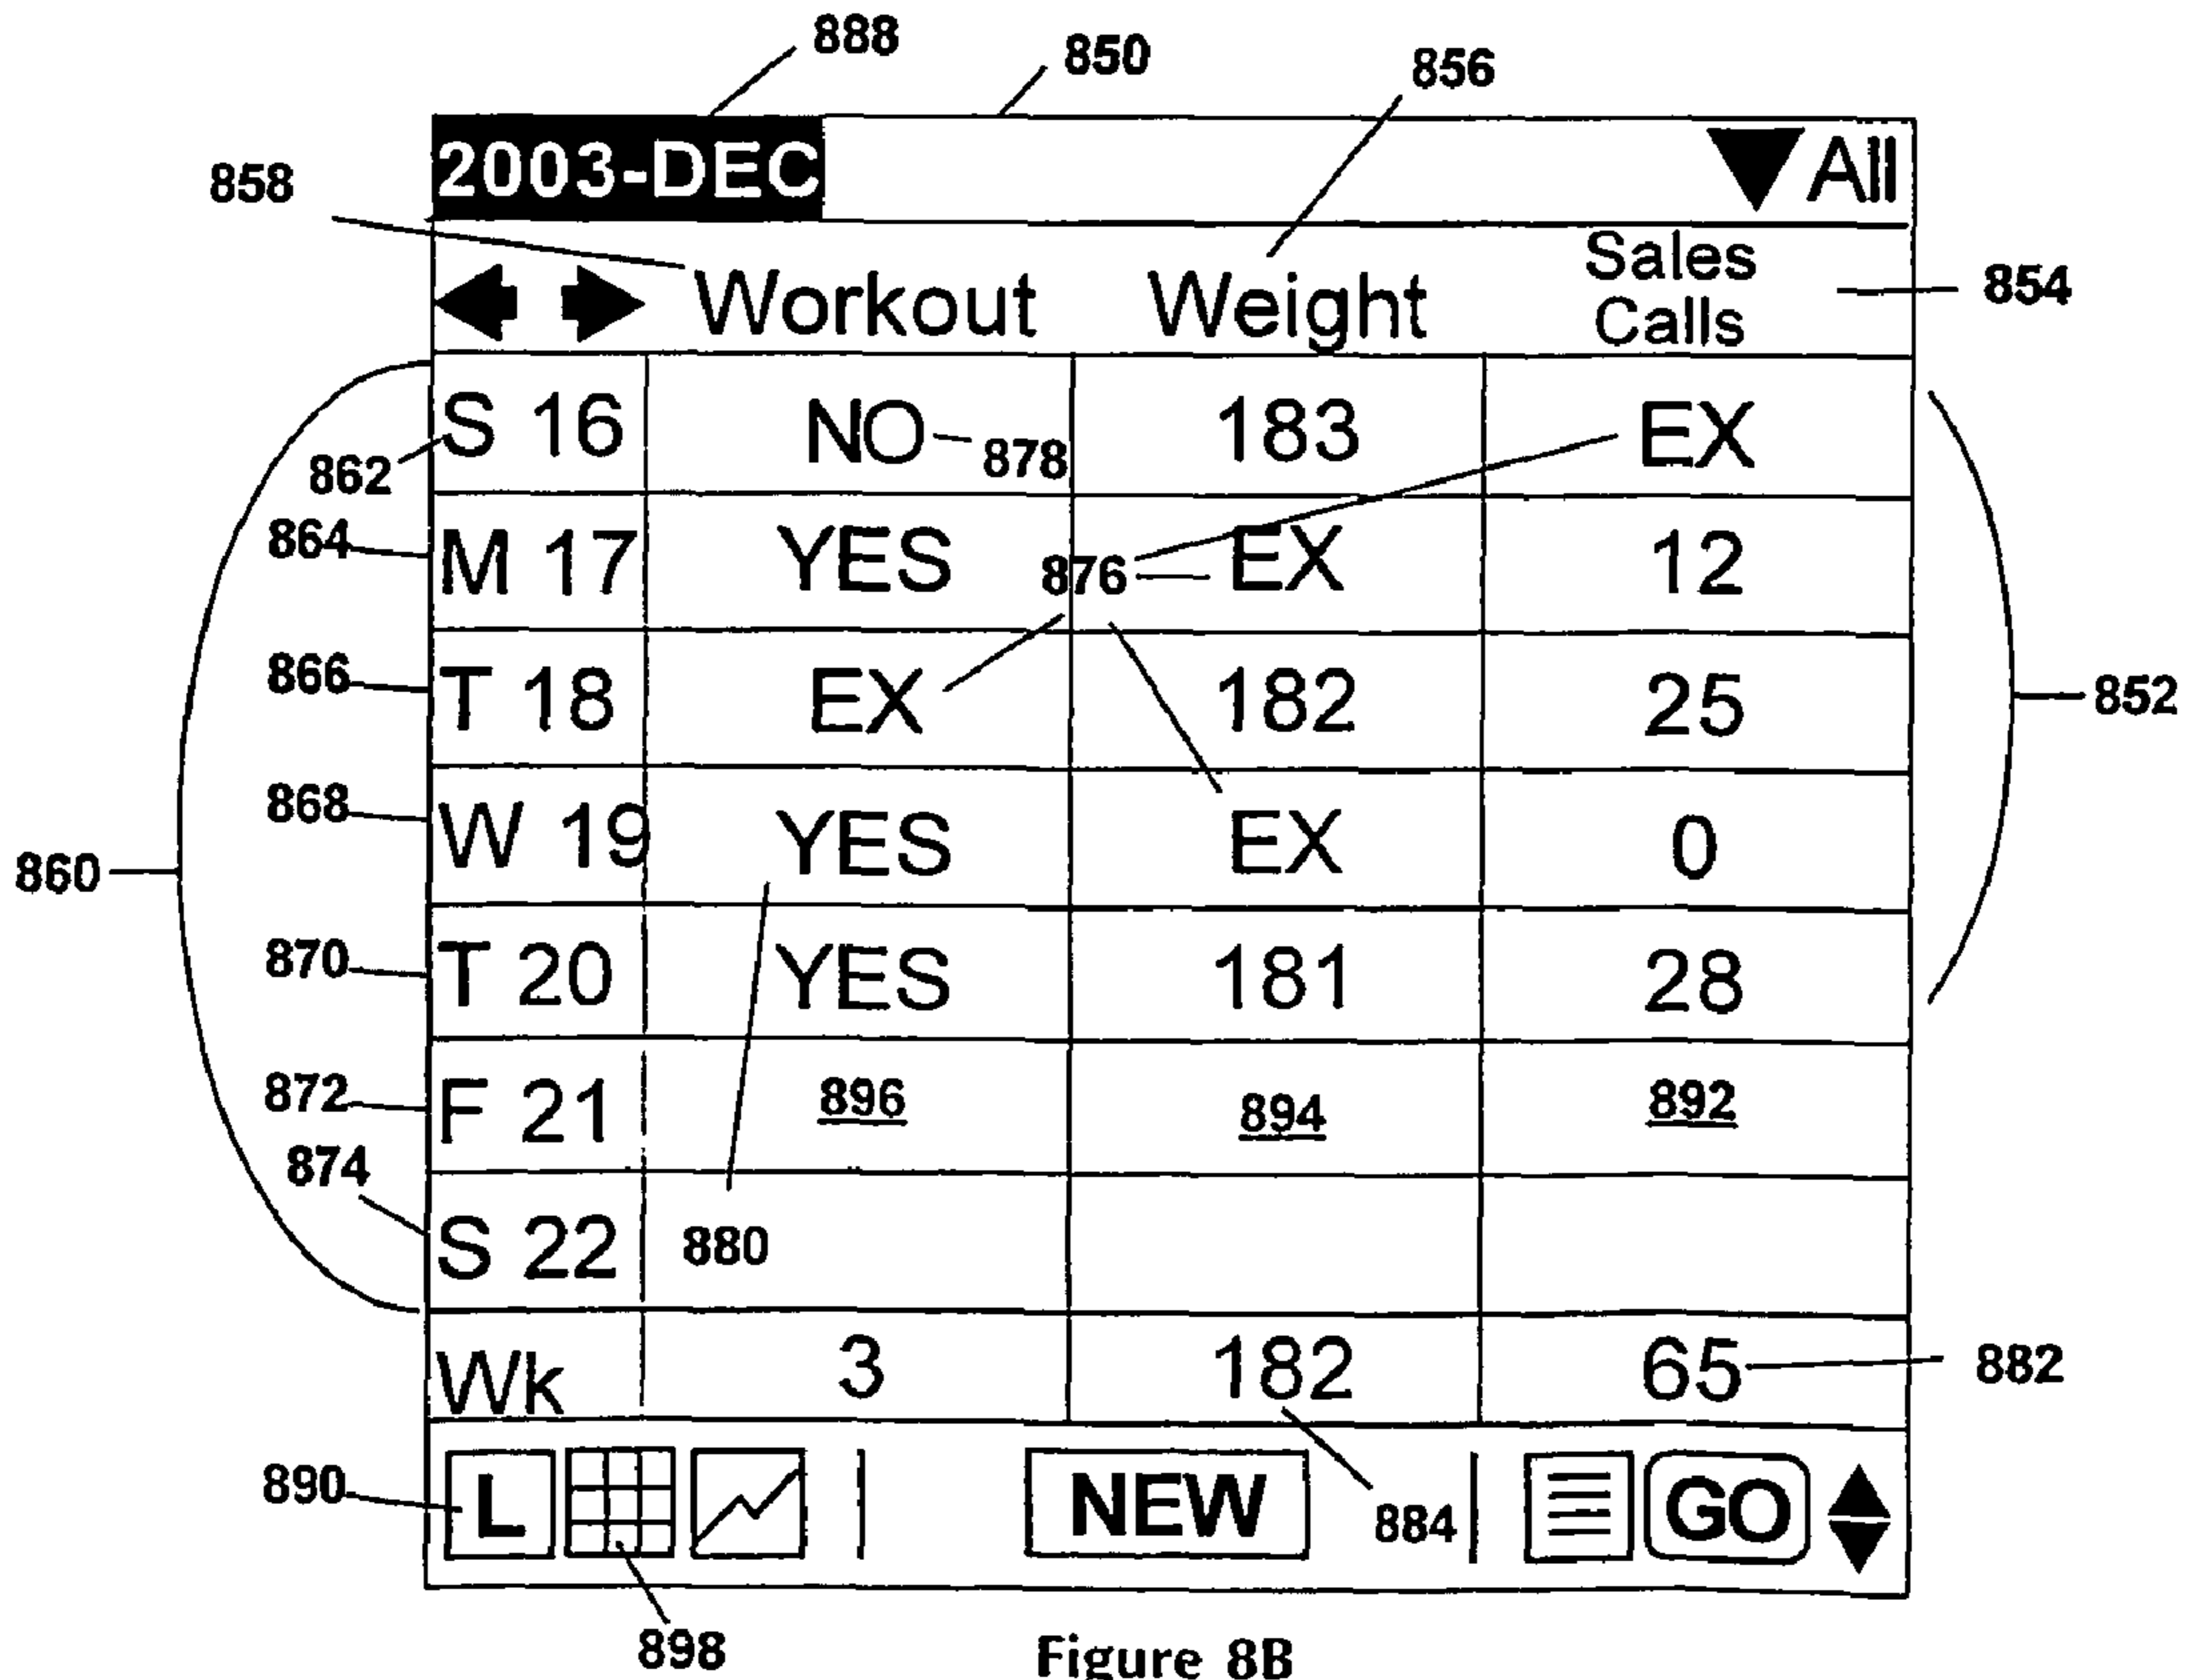 888
850
856
2003-DEC
All
858
Workout
Weight
Sales
Calls
854
S 16
NO
878
183
EX
862
864
M 17
YES
876
EX
12
866
T 18
EX
182
25
852
868
W 19
YES
EX
0
860
870
T 20
YES
181
28
872
F 21
896
894
892
874
S 22
880
Wk
3
182
65
882
890
L
NEW
884
GO
898
Figure 8B